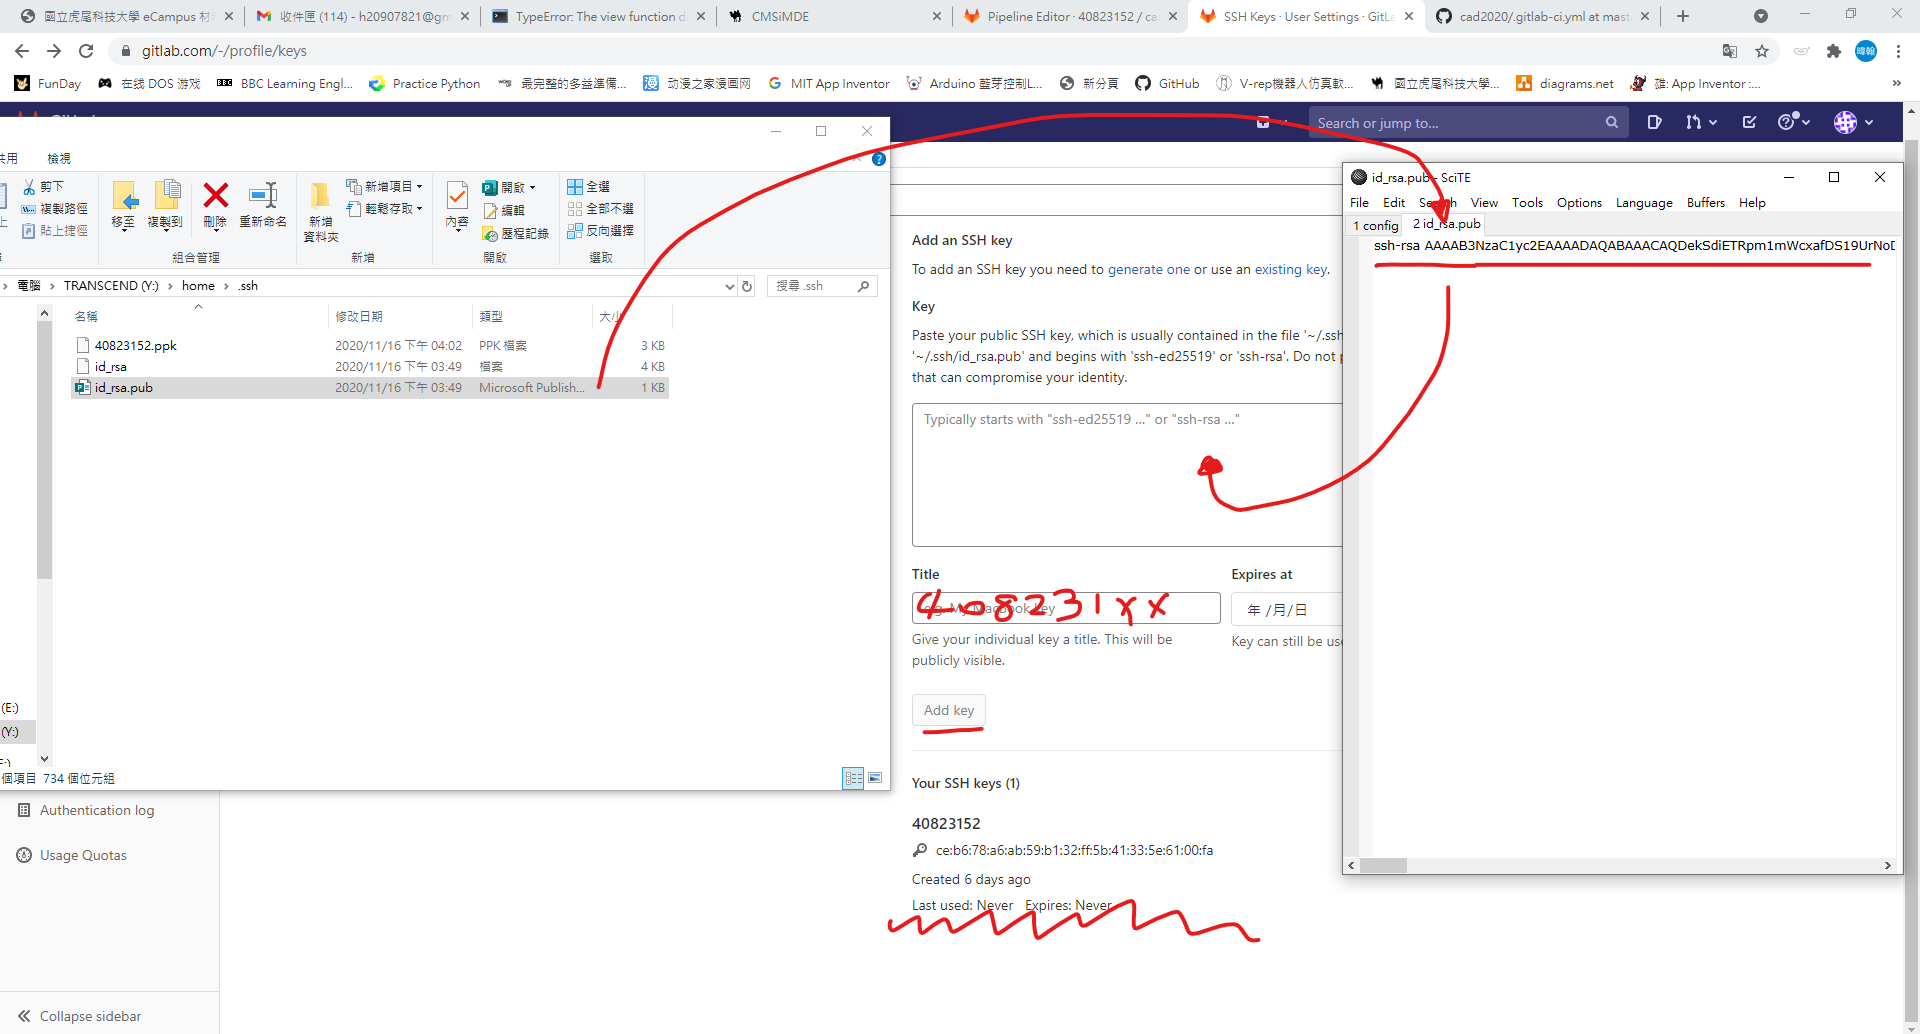 國立虎尾科技大學 eCampus 材
收件匣 (114) - h20907821@gm
TypeError: The view function d
CMSiMDE
Pipeline Editor · 40823152 / ca
SSH Keys · User Settings · GitLa
cad2020/.gitlab-ci.yml at mast
gitlab.com/-/profile/keys
暐翰
FunDay
在线 DOS 游戏
BBC Learning Engl...
Practice Python
最完整的多益準備...
动漫之家漫画网
MIT App Inventor
Arduino 藍芽控制L...
新分頁
GitHub
V-rep機器人仿真軟...
國立虎尾科技大學...
diagrams.net
雄: App Inventor :...
Search or jump to...
共用
檢視
剪下
複製路徑
貼上捷徑
移至
複製到
刪除
重新命名
組合管理
新增項目
輕鬆存取
新增
資料夾
新增
內容
開啟
編輯
歷程記錄
開啟
全選
全部不選
反向選擇
選取
電腦 › TRANSCEND (Y:) › home › .ssh
搜尋 .ssh
名稱 修改日期 類型 大小
40823152.ppk 2020/11/16 下午 04:02 PPK 檔案 3 KB
id_rsa 2020/11/16 下午 03:49 檔案 4 KB
id_rsa.pub 2020/11/16 下午 03:49 Microsoft Publish... 1 KB
(E:)
(Y:)
個項目 734 個位元組
Authentication log
Usage Quotas
Collapse sidebar
Add an SSH key
To add an SSH key you need to generate one or use an existing key.
Key
Paste your public SSH key, which is usually contained in the file '~/.ssh
'~/.ssh/id_rsa.pub' and begins with 'ssh-ed25519' or 'ssh-rsa'. Do not p
that can compromise your identity.
Typically starts with "ssh-ed25519 ..." or "ssh-rsa ..."
Title
Expires at
408231xx
e.g. My MacBook key
年 /月/日
Give your individual key a title. This will be
publicly visible.
Key can still be use
Add key
Your SSH keys (1)
40823152
ce:b6:78:a6:ab:59:b1:32:ff:5b:41:33:5e:61:00:fa
Created 6 days ago
Last used: Never Expires: Never
id_rsa.pub - SciTE
File Edit Search View Tools Options Language Buffers Help
1 config 2 id_rsa.pub
ssh-rsa AAAAB3NzaC1yc2EAAAADAQABAAACAQDekSdiETRpm1mWcxafDS19UrNoD